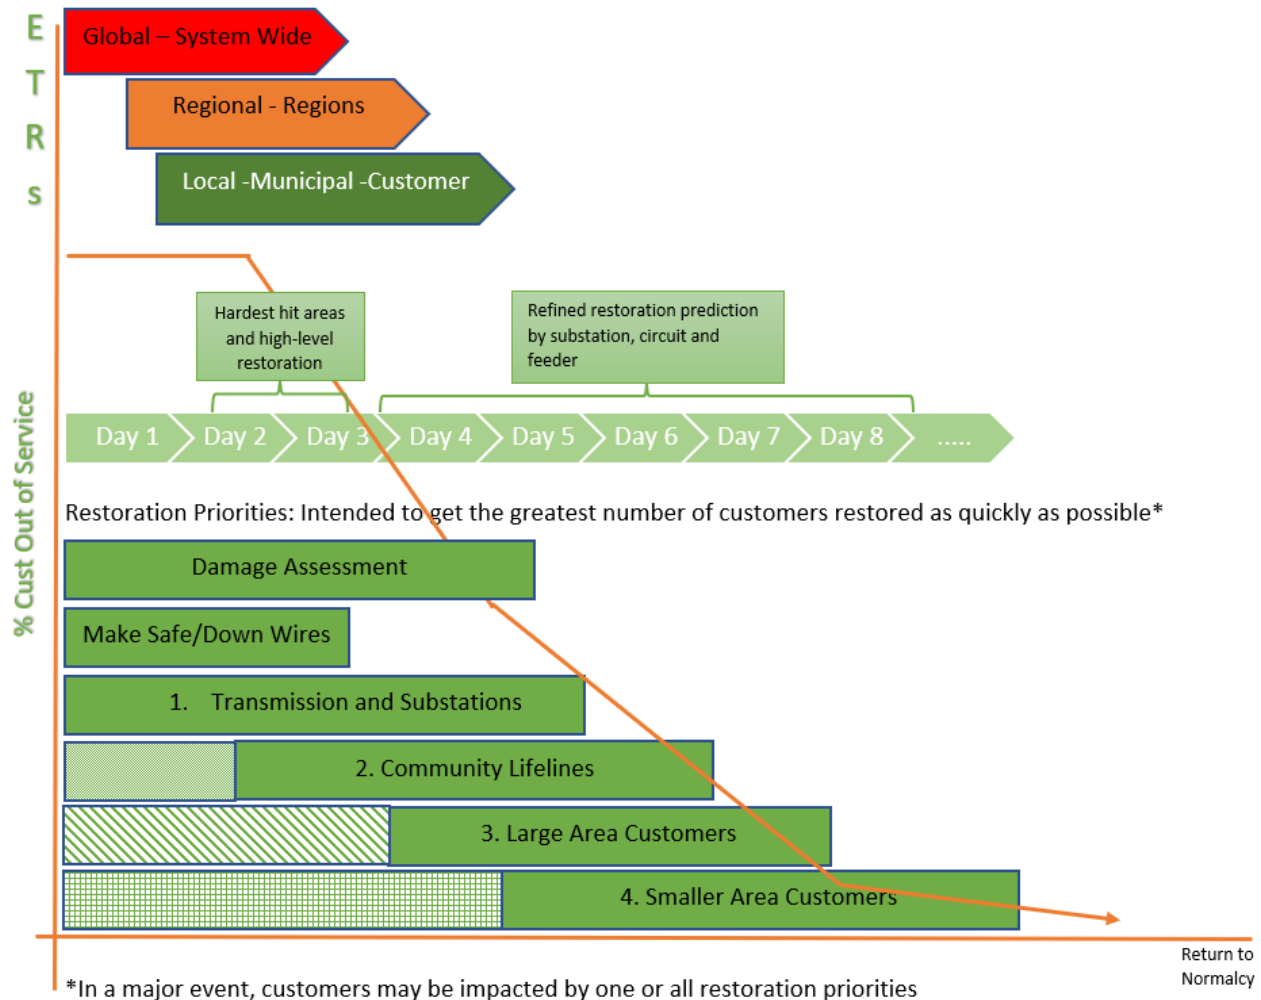 E
T
R
s
Global – System Wide
Regional - Regions
Local -Municipal -Customer
Hardest hit areas
and high-level
restoration
Refined restoration prediction
by substation, circuit and
feeder
% Cust Out of Service
Day 1
Day 2
Day 3
Day 4
Day 5
Day 6
Day 7
Day 8
.....
Restoration Priorities: Intended to get the greatest number of customers restored as quickly as possible*
Damage Assessment
Make Safe/Down Wires
1. Transmission and Substations
2. Community Lifelines
3. Large Area Customers
4. Smaller Area Customers
Return to
Normalcy
*In a major event, customers may be impacted by one or all restoration priorities